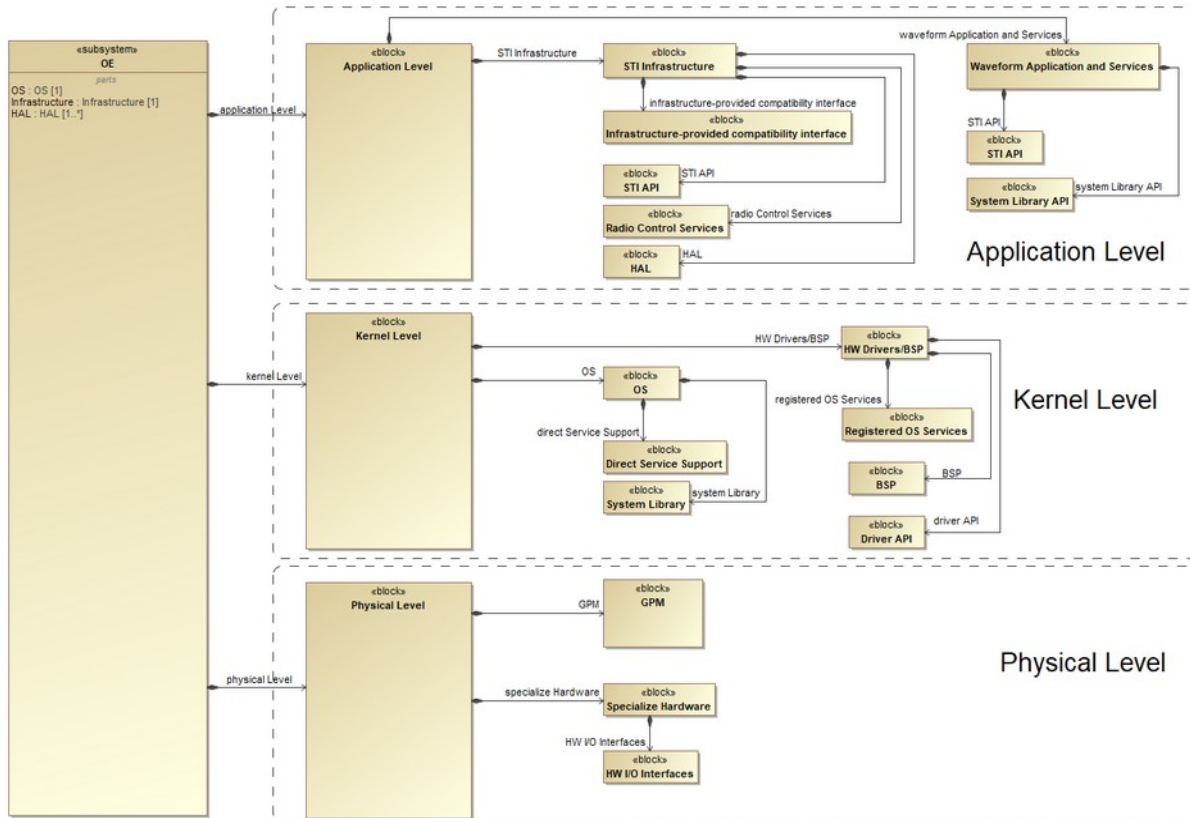 «subsystem»
OE
parts
OS : OS [1]
Infrastructure : Infrastructure [1]
HAL : HAL [1..*]
application Level
kernel Level
physical Level
«block»
Application Level
STI Infrastructure
«block»
STI Infrastructure
waveform Application and Services
«block»
Waveform Application and Services
infrastructure-provided compatibility interface
«block»
Infrastructure-provided compatibility interface
STI API
«block»
STI API
STI API
«block»
STI API
system Library API
«block»
System Library API
radio Control Services
«block»
Radio Control Services
HAL
«block»
HAL
Application Level
«block»
Kernel Level
HW Drivers/BSP
«block»
HW Drivers/BSP
OS
«block»
OS
registered OS Services
«block»
Registered OS Services
direct Service Support
«block»
Direct Service Support
system Library
«block»
System Library
BSP
«block»
BSP
driver API
«block»
Driver API
Kernel Level
«block»
Physical Level
GPM
«block»
GPM
specialize Hardware
«block»
Specialize Hardware
HW I/O Interfaces
«block»
HW I/O Interfaces
Physical Level